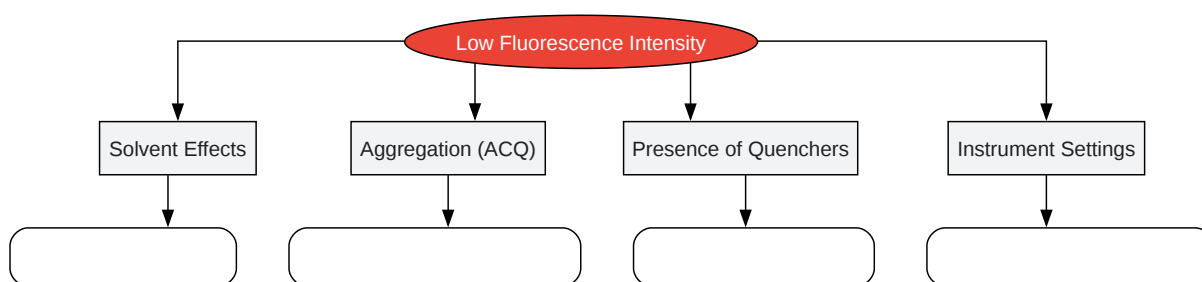 Low Fluorescence Intensity
Solvent Effects
Aggregation (ACQ)
Presence of Quenchers
Instrument Settings